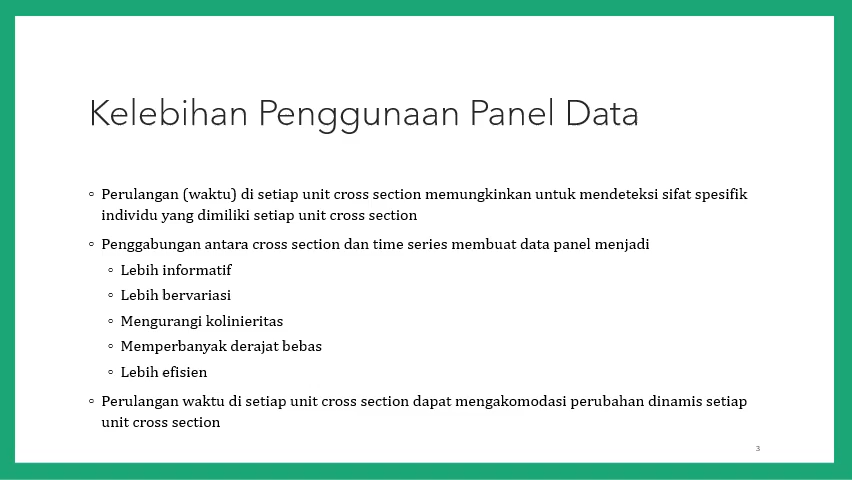 Kelebihan Penggunaan Panel Data
◦ Perulangan (waktu) di setiap unit cross section memungkinkan untuk mendeteksi sifat spesifik
individu yang dimiliki setiap unit cross section
◦ Penggabungan antara cross section dan time series membuat data panel menjadi
◦ Lebih informatif
◦ Lebih bervariasi
◦ Mengurangi kolinieritas
◦ Memperbanyak derajat bebas
◦ Lebih efisien
◦ Perulangan waktu di setiap unit cross section dapat mengakomodasi perubahan dinamis setiap
unit cross section
3